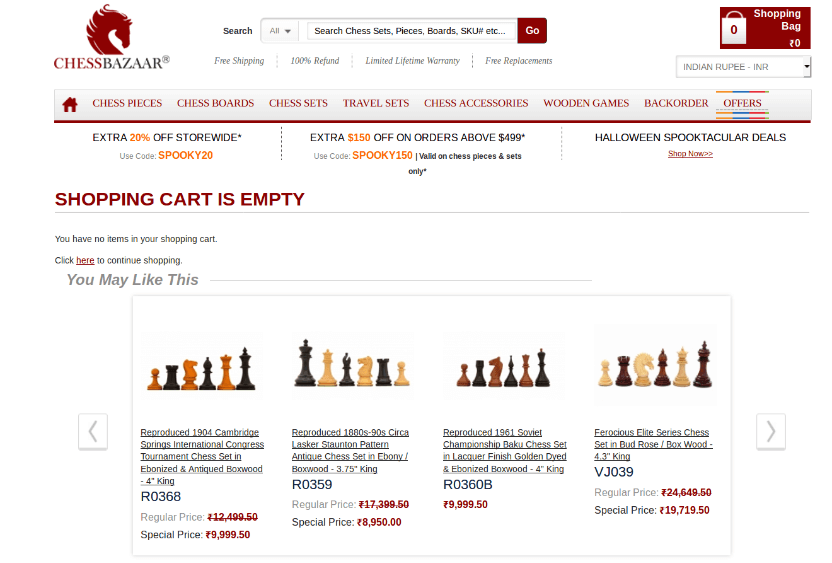 Shopping
Bag
0
₹0
Search
All
Search Chess Sets, Pieces, Boards, SKU# etc...
Go
CHESSBAZAAR®
Free Shipping
100% Refund
Limited Lifetime Warranty
Free Replacements
INDIAN RUPEE - INR
CHESS PIECES
CHESS BOARDS
CHESS SETS
TRAVEL SETS
CHESS ACCESSORIES
WOODEN GAMES
BACKORDER
OFFERS
EXTRA 20% OFF STOREWIDE*
Use Code: SPOOKY20
EXTRA $150 OFF ON ORDERS ABOVE $499*
Use Code: SPOOKY150 | Valid on chess pieces & sets
only*
HALLOWEEN SPOOKTACULAR DEALS
Shop Now>>
SHOPPING CART IS EMPTY
You have no items in your shopping cart.
Click here to continue shopping.
You May Like This
Reproduced 1904 Cambridge
Springs International Congress
Tournament Chess Set in
Ebonized & Antiqued Boxwood
- 4" King
R0368
Regular Price: ₹12,499.50
Special Price: ₹9,999.50
Reproduced 1880s-90s Circa
Lasker Staunton Pattern
Antique Chess Set in Ebony /
Boxwood - 3.75" King
R0359
Regular Price: ₹17,399.50
Special Price: ₹8,950.00
Reproduced 1961 Soviet
Championship Baku Chess Set
in Lacquer Finish Golden Dyed
& Ebonized Boxwood - 4" King
R0360B
₹9,999.50
Ferocious Elite Series Chess
Set in Bud Rose / Box Wood -
4.3" King
VJ039
Regular Price: ₹24,649.50
Special Price: ₹19,719.50